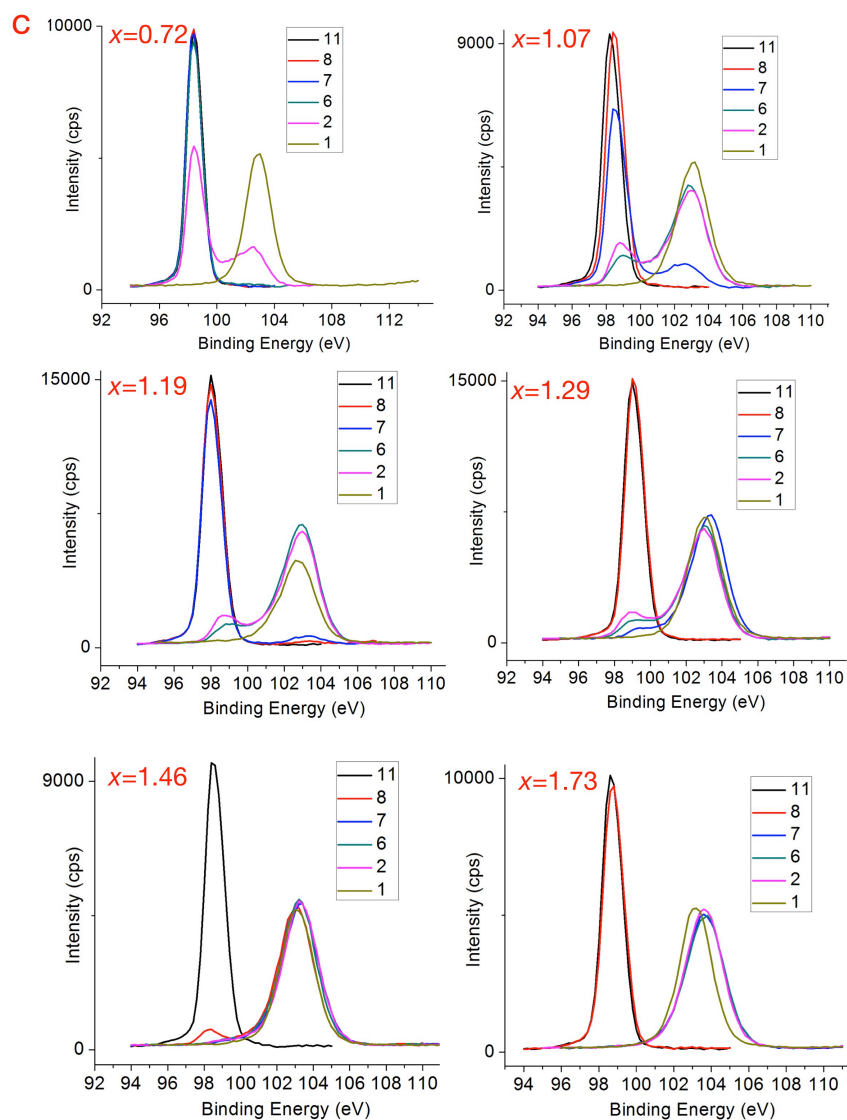 C
x=0.72
10000
0
Intensity (cps)
11
8
7
6
2
1
92 96 100 104 108 112
Binding Energy (eV)
x=1.07
9000
0
Intensity (cps)
11
8
7
6
2
1
92 94 96 98 100 102 104 106 108 110
Binding Energy (eV)
x=1.19
15000
0
Intensity (cps)
11
8
7
6
2
1
92 94 96 98 100 102 104 106 108 110
Binding Energy (eV)
x=1.29
15000
0
Intensity (cps)
11
8
7
6
2
1
92 94 96 98 100 102 104 106 108 110
Binding Energy (eV)
x=1.46
9000
0
Intensity (cps)
11
8
7
6
2
1
92 94 96 98 100 102 104 106 108 110
Binding Energy (eV)
x=1.73
10000
0
Intensity (cps)
11
8
7
6
2
1
94 96 98 100 102 104 106 108 110
Binding Energy (eV)